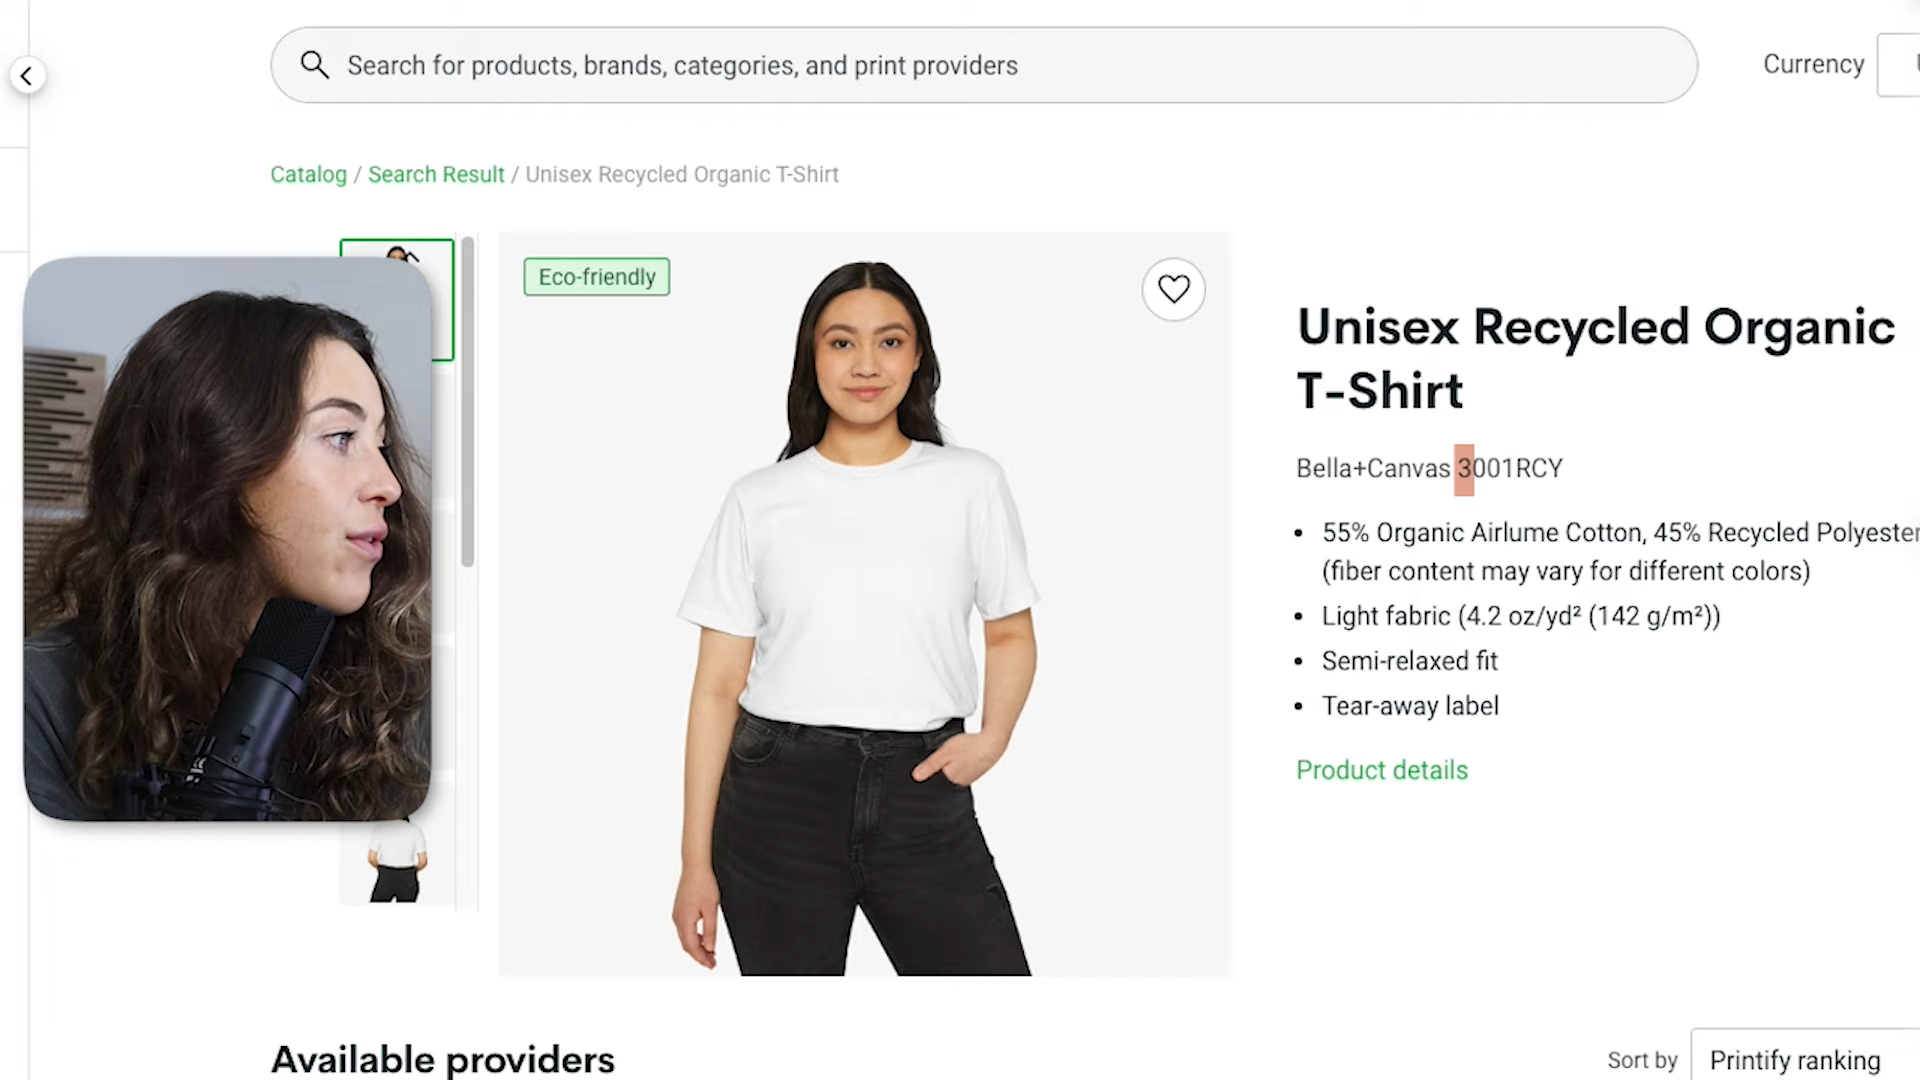 Search for products, brands, categories, and print providers
Currency
Catalog / Search Result / Unisex Recycled Organic T-Shirt
Eco-friendly
Unisex Recycled Organic
T-Shirt
Bella+Canvas 3001RCY
• 55% Organic Airlume Cotton, 45% Recycled Polyester
(fiber content may vary for different colors)
• Light fabric (4.2 oz/yd² (142 g/m²))
• Semi-relaxed fit
• Tear-away label
Product details
Available providers
Sort by
Printify ranking